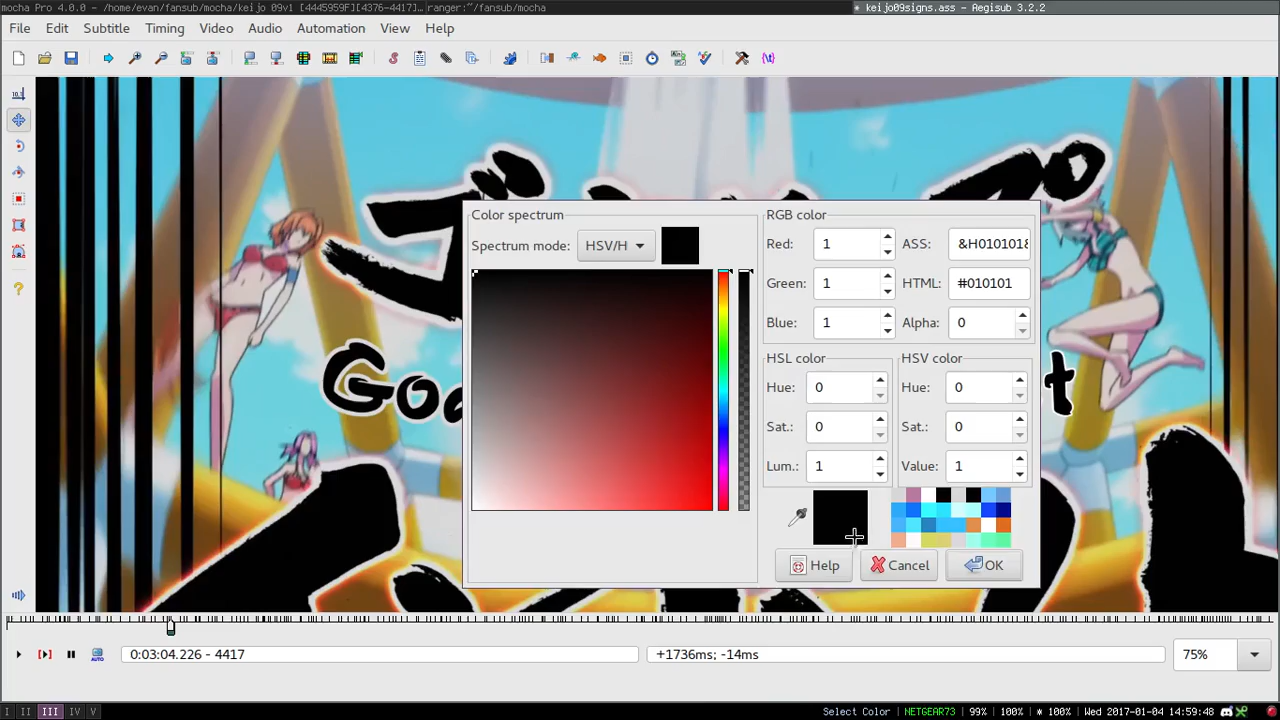 mocha Pro 4.0.0 - /home/evan/fansub/mocha/keijo 09v1 [4445959F][4376-4417]...ranger:~/fansub/mocha
* keijo09signs.ass - Aegisub 3.2.2
File Edit Subtitle Timing Video Audio Automation View Help
Color spectrum
Spectrum mode: HSV/H
RGB color
Red: 1 ASS: &H010101&
Green: 1 HTML: #010101
Blue: 1 Alpha: 0
HSL color HSV color
Hue: 0 Hue: 0
Sat.: 0 Sat.: 0
Lum.: 1 Value: 1
Help Cancel OK
t
0:03:04.226 - 4417
+1736ms; -14ms
75%
AUTO
I II III IV V
Select Color | NETGEAR73 | 99% | 100% | * 100% | Wed 2017-01-04 14:59:48